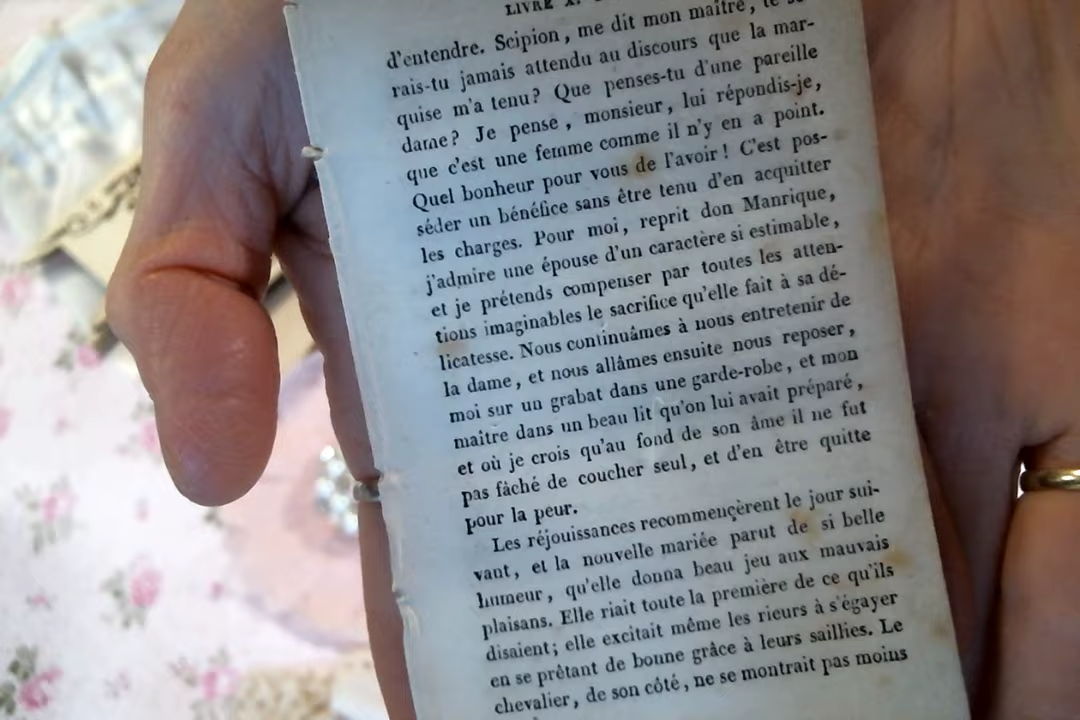 LIVRE X.
d'entendre. Scipion, me dit mon maître, te se-
rais-tu jamais attendu au discours que la mar-
quise m'a tenu? Que penses-tu d'une pareille
dame? Je pense, monsieur, lui répondis-je,
que c'est une femme comme il n'y en a point.
Quel bonheur pour vous de l'avoir! C'est pos-
séder un bénéfice sans être tenu d'en acquitter
les charges. Pour moi, reprit don Manrique,
j'admire une épouse d'un caractère si estimable,
et je prétends compenser par toutes les atten-
tions imaginables le sacrifice qu'elle fait à sa dé-
licatesse. Nous continuâmes à nous entretenir de
la dame, et nous allâmes ensuite nous reposer,
moi sur un grabat dans une garde-robe, et mon
maître dans un beau lit qu'on lui avait préparé,
et où je crois qu'au fond de son âme il ne fut
pas fâché de coucher seul, et d'en être quitte
pour la peur.
Les réjouissances recommençèrent le jour sui-
vant, et la nouvelle mariée parut de si belle
humeur, qu'elle donna beau jeu aux mauvais
plaisans. Elle riait toute la première de ce qu'ils
disaient; elle excitait même les rieurs à s'égayer
en se prêtant de bonne grâce à leurs saillies. Le
chevalier, de son côté, ne se montrait pas moins